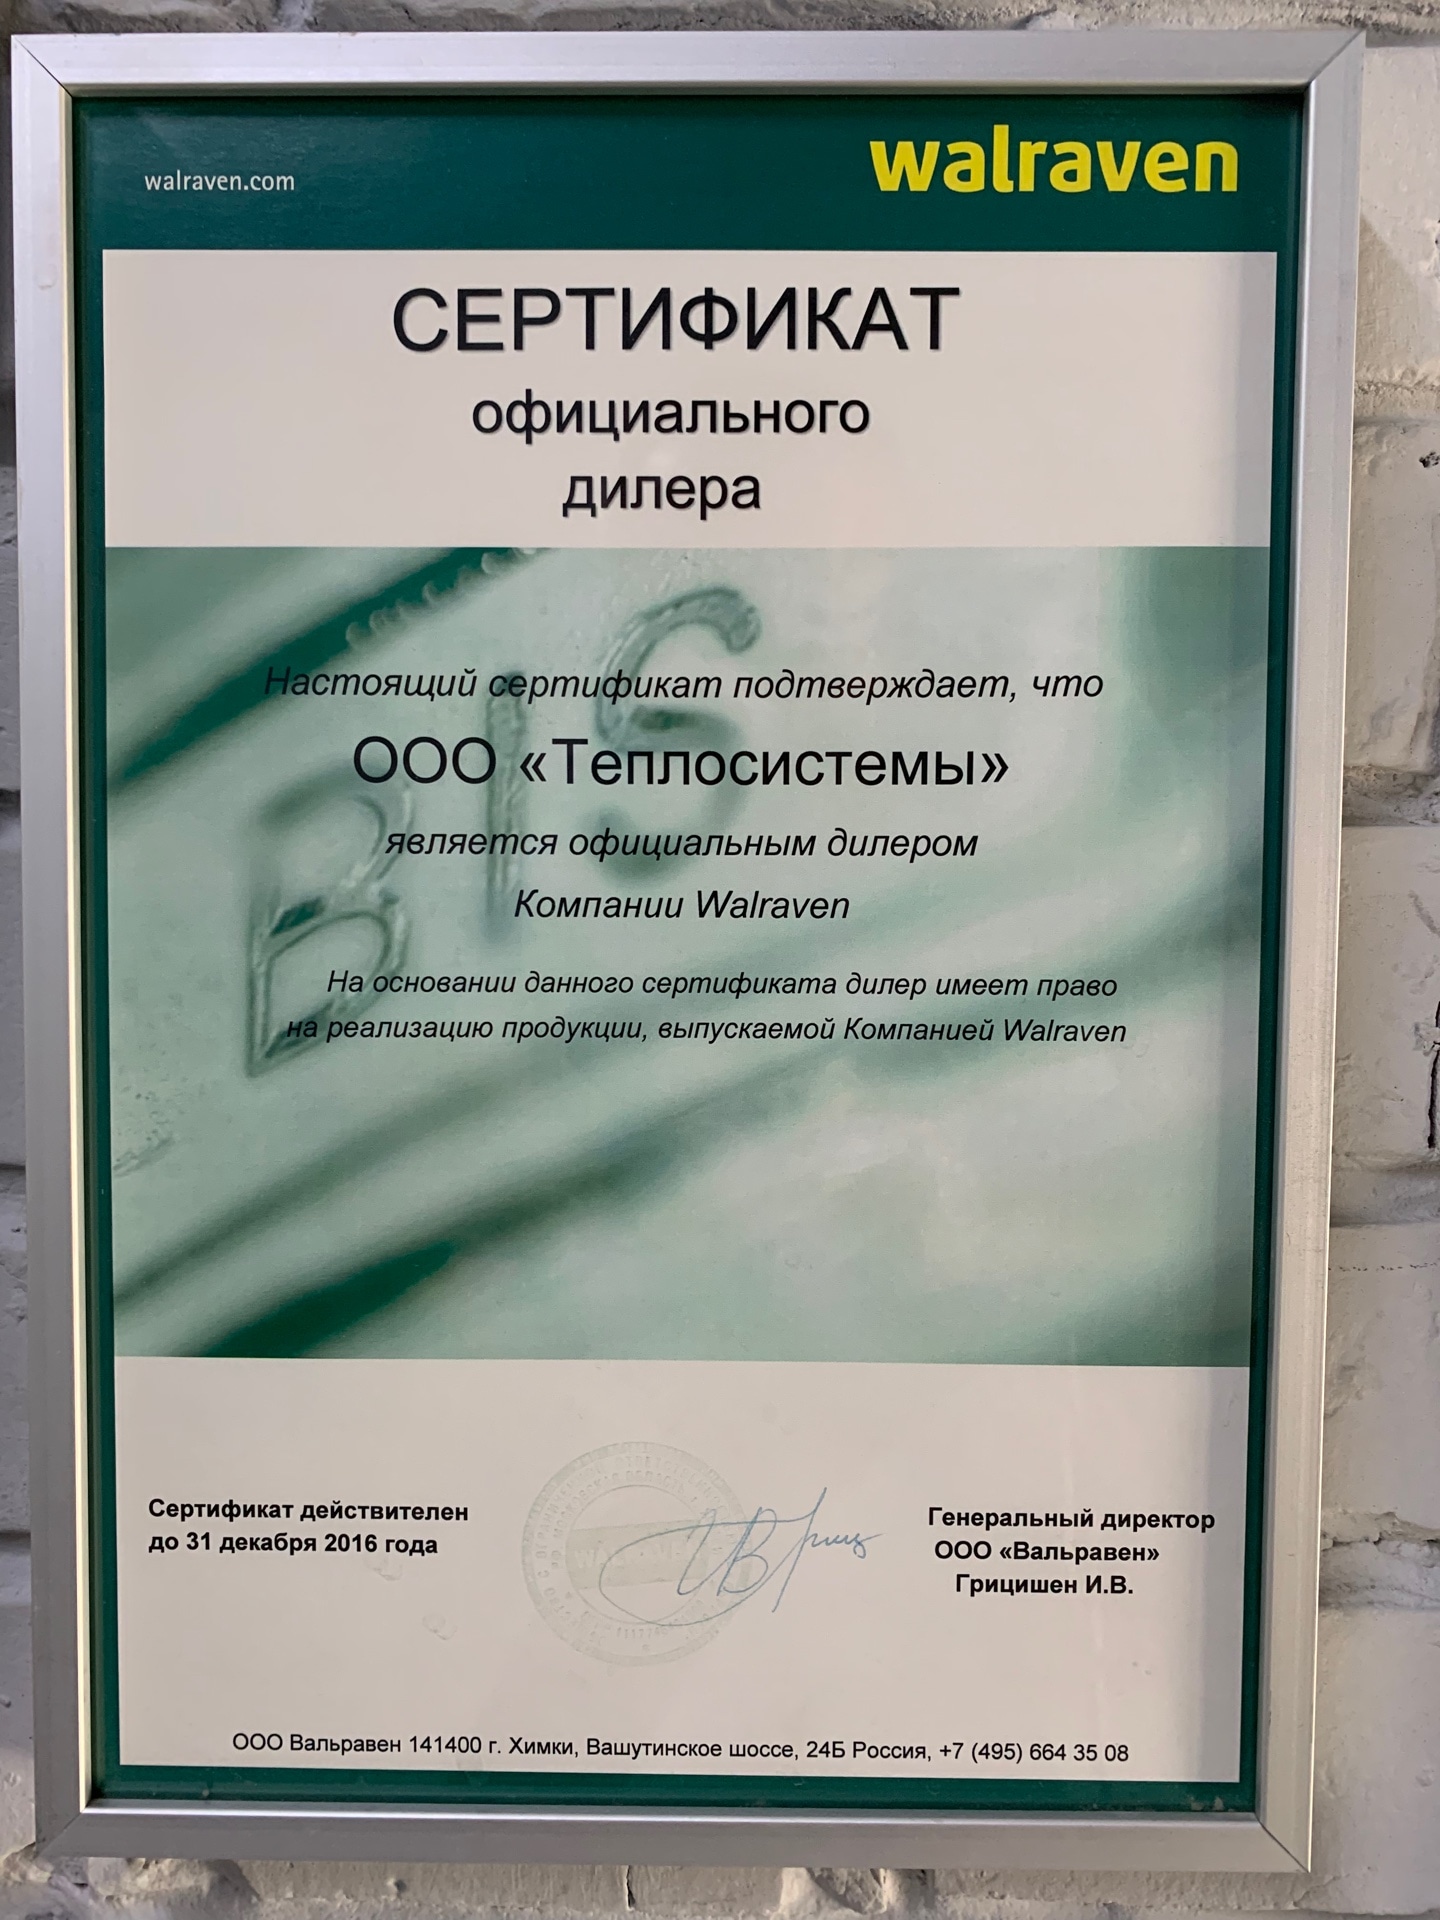 walraven.com
walraven
СЕРТИФИКАТ
официального
дилера
BIS
Настоящий сертификат подтверждает, что
ООО «Теплосистемы»
является официальным дилером
Компании Walraven
На основании данного сертификата дилер имеет право
на реализацию продукции, выпускаемой Компанией Walraven
Сертификат действителен
до 31 декабря 2016 года
Генеральный директор
ООО «Вальравен»
Грицишен И.В.
ООО Вальравен 141400 г. Химки, Вашутинское шоссе, 24Б Россия, +7 (495) 664 35 08